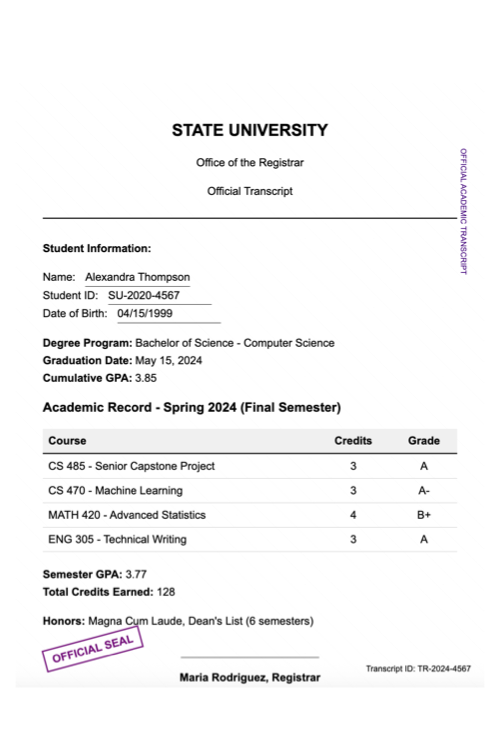 STATE UNIVERSITY
Office of the Registrar
Official Transcript
OFFICIAL ACADEMIC TRANSCRIPT
Student Information:
Name: Alexandra Thompson
Student ID: SU-2020-4567
Date of Birth: 04/15/1999
Degree Program: Bachelor of Science - Computer Science
Graduation Date: May 15, 2024
Cumulative GPA: 3.85
Academic Record - Spring 2024 (Final Semester)
Course Credits Grade
CS 485 - Senior Capstone Project 3 A
CS 470 - Machine Learning 3 A-
MATH 420 - Advanced Statistics 4 B+
ENG 305 - Technical Writing 3 A
Semester GPA: 3.77
Total Credits Earned: 128
Honors: Magna Cum Laude, Dean's List (6 semesters)
OFFICIAL SEAL
Maria Rodriguez, Registrar
Transcript ID: TR-2024-4567